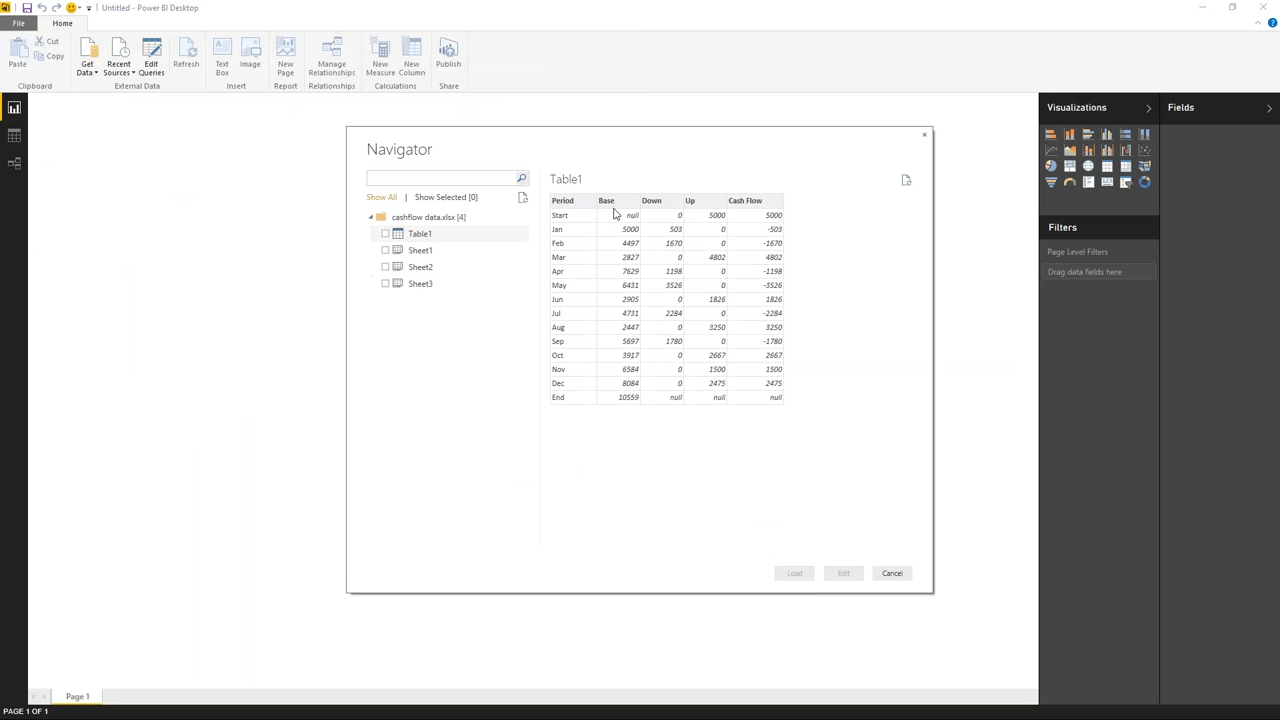 Untitled - Power BI Desktop
File
Home
Paste
Cut
Copy
Get Data
Recent Sources
Edit Queries
Refresh
Text Box
Image
New Page
Manage Relationships
New Measure
New Column
Publish
Clipboard
External Data
Insert
Report
Relationships
Calculations
Share
Visualizations
Fields
Filters
Page Level Filters
Drag data fields here
Navigator
Show All | Show Selected [0]
cashflow data.xlsx [4]
Table1
Sheet1
Sheet2
Sheet3
Table1
Period Base Down Up Cash Flow
Start null 0 5000 5000
Jan 5000 503 0 -503
Feb 4497 1670 0 -1670
Mar 2827 0 4802 4802
Apr 7629 1198 0 -1198
May 6431 3526 0 -3526
Jun 2905 0 1826 1826
Jul 4731 2284 0 -2284
Aug 2447 0 3250 3250
Sep 5697 1780 0 -1780
Oct 3917 0 2667 2667
Nov 6584 0 1500 1500
Dec 8084 0 2475 2475
End 10559 null null null
Load
Edit
Cancel
Page 1
PAGE 1 OF 1